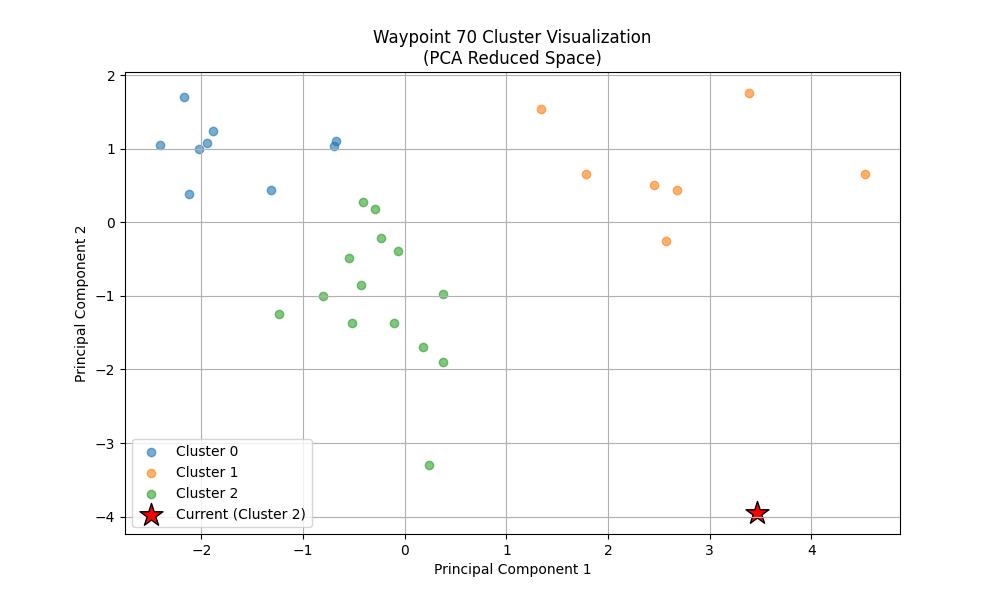 Waypoint 70 Cluster Visualization
(PCA Reduced Space)
Principal Component 2
2
1
0
−1
−2
−3
−4
Cluster 0
Cluster 1
Cluster 2
Current (Cluster 2)
−2
−1
0
1
2
3
4
Principal Component 1